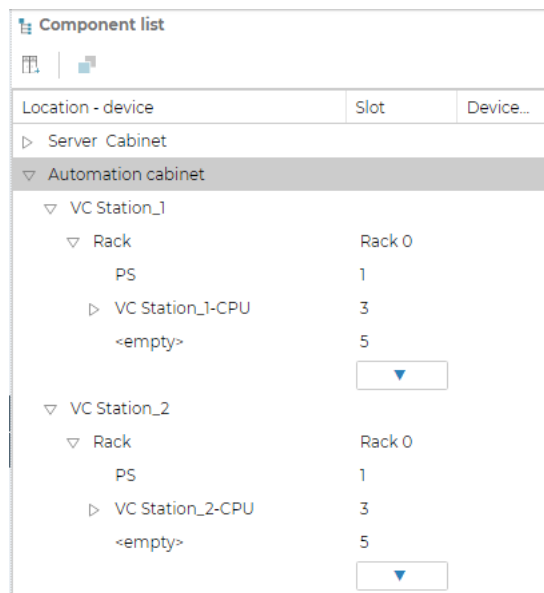 Component list
Location - device Slot Device...
Server Cabinet
Automation cabinet
VC Station_1
Rack Rack 0
PS 1
VC Station_1-CPU 3
<empty> 5
VC Station_2
Rack Rack 0
PS 1
VC Station_2-CPU 3
<empty> 5